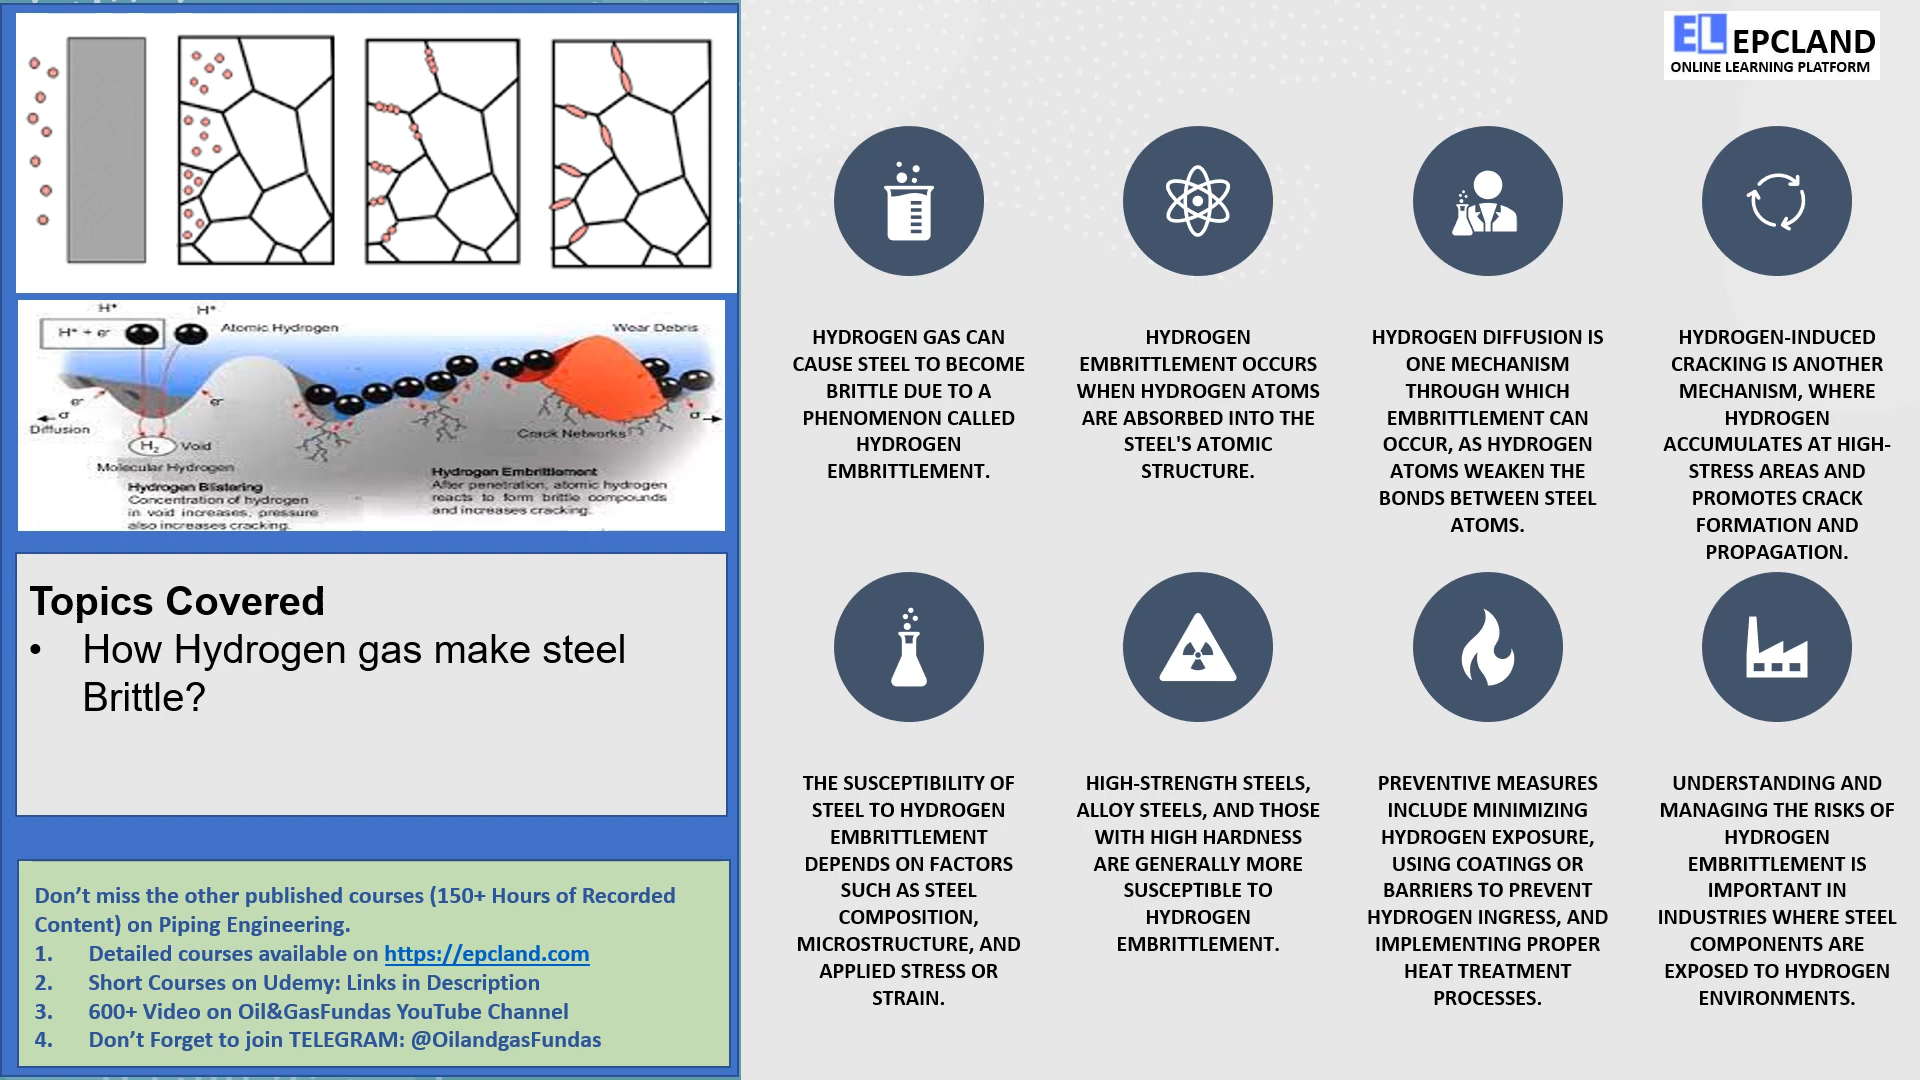 EL EPCLAND
ONLINE LEARNING PLATFORM
H⁺
H⁺
H⁺ + e⁻
Atomic Hydrogen
Wear Debris
e⁻
e⁻
σ
σ
Diffusion
H₂
Void
Crack Networks
Molecular Hydrogen
Hydrogen Blistering
Concentration of hydrogen
in void increases, pressure
also increases cracking.
Hydrogen Embrittlement
After penetration, atomic hydrogen
reacts to form brittle compounds
and increases cracking.
Topics Covered
• How Hydrogen gas make steel
Brittle?
Don't miss the other published courses (150+ Hours of Recorded
Content) on Piping Engineering.
1. Detailed courses available on https://epcland.com
2. Short Courses on Udemy: Links in Description
3. 600+ Video on Oil&GasFundas YouTube Channel
4. Don't Forget to join TELEGRAM: @OilandgasFundas
HYDROGEN GAS CAN
CAUSE STEEL TO BECOME
BRITTLE DUE TO A
PHENOMENON CALLED
HYDROGEN
EMBRITTLEMENT.
HYDROGEN
EMBRITTLEMENT OCCURS
WHEN HYDROGEN ATOMS
ARE ABSORBED INTO THE
STEEL'S ATOMIC
STRUCTURE.
HYDROGEN DIFFUSION IS
ONE MECHANISM
THROUGH WHICH
EMBRITTLEMENT CAN
OCCUR, AS HYDROGEN
ATOMS WEAKEN THE
BONDS BETWEEN STEEL
ATOMS.
HYDROGEN-INDUCED
CRACKING IS ANOTHER
MECHANISM, WHERE
HYDROGEN
ACCUMULATES AT HIGH-
STRESS AREAS AND
PROMOTES CRACK
FORMATION AND
PROPAGATION.
THE SUSCEPTIBILITY OF
STEEL TO HYDROGEN
EMBRITTLEMENT
DEPENDS ON FACTORS
SUCH AS STEEL
COMPOSITION,
MICROSTRUCTURE, AND
APPLIED STRESS OR
STRAIN.
HIGH-STRENGTH STEELS,
ALLOY STEELS, AND THOSE
WITH HIGH HARDNESS
ARE GENERALLY MORE
SUSCEPTIBLE TO
HYDROGEN
EMBRITTLEMENT.
PREVENTIVE MEASURES
INCLUDE MINIMIZING
HYDROGEN EXPOSURE,
USING COATINGS OR
BARRIERS TO PREVENT
HYDROGEN INGRESS, AND
IMPLEMENTING PROPER
HEAT TREATMENT
PROCESSES.
UNDERSTANDING AND
MANAGING THE RISKS OF
HYDROGEN
EMBRITTLEMENT IS
IMPORTANT IN
INDUSTRIES WHERE STEEL
COMPONENTS ARE
EXPOSED TO HYDROGEN
ENVIRONMENTS.